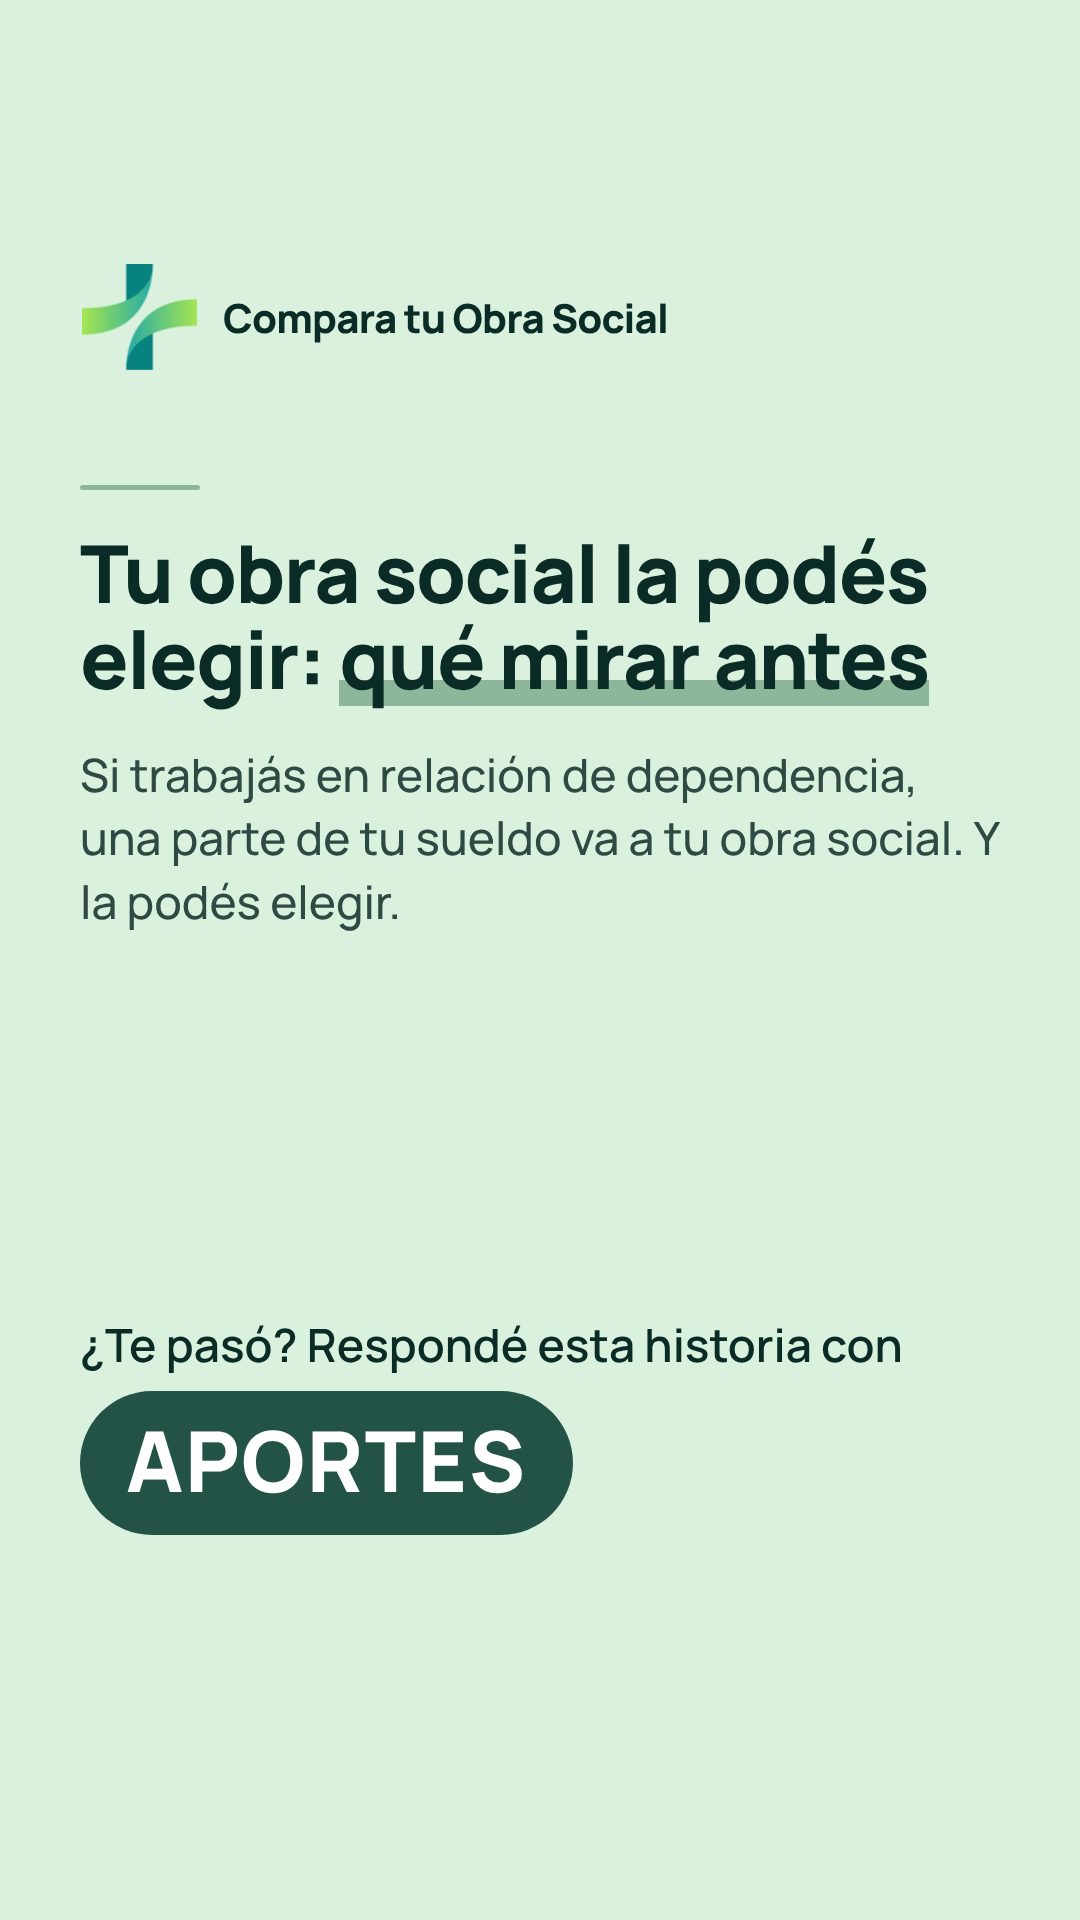 Compara tu Obra Social
Tu obra social la podés
elegir: qué mirar antes
Si trabajás en relación de dependencia,
una parte de tu sueldo va a tu obra social. Y
la podés elegir.
¿Te pasó? Respondé esta historia con
APORTES